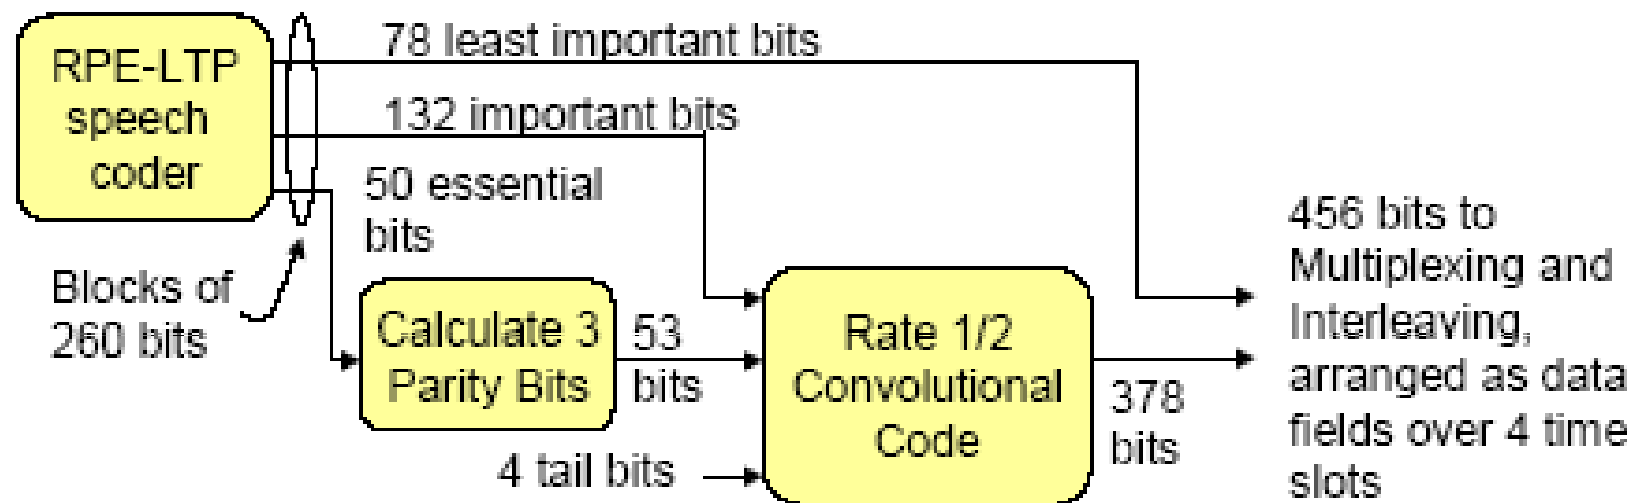 RPE-LTP
speech
coder
78 least important bits
132 important bits
50 essential
bits
Blocks of
260 bits
Calculate 3
Parity Bits
53
bits
4 tail bits
Rate 1/2
Convolutional
Code
378
bits
456 bits to
Multiplexing and
Interleaving,
arranged as data
fields over 4 time
slots